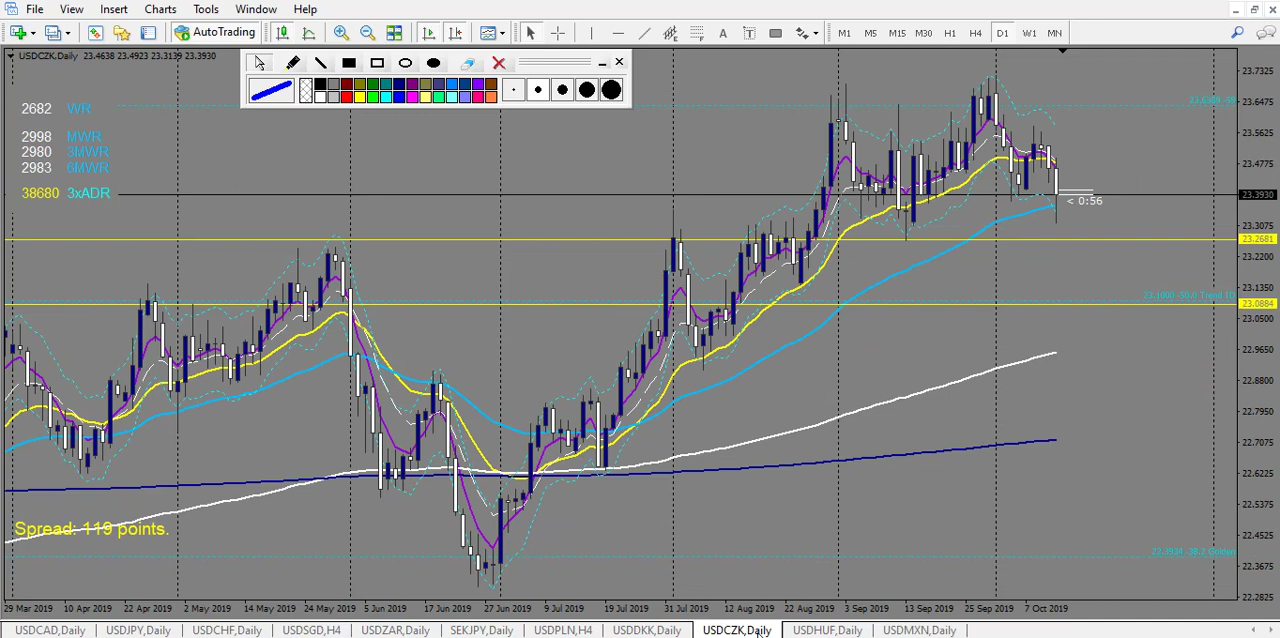 File View Insert Charts Tools Window Help
AutoTrading A T M1 M5 M15 M30 H1 H4 D1 W1 MN
USDCZK,Daily 23.4638 23.4923 23.3139 23.3930
2682 WR
2998 MWR
2980 3MWR
2983 6MWR
38680 3xADR
< 0:56
Spread: 119 points.
23.7325
23.6475
23.5625
23.4775
23.3930
23.3075
23.2681
23.2200
23.1350
23.0884
23.0500
22.9650
22.8800
22.7950
22.7075
22.6225
22.5375
22.4525
22.3675
22.2825
29 Mar 2019 10 Apr 2019 22 Apr 2019 2 May 2019 14 May 2019 24 May 2019 5 Jun 2019 17 Jun 2019 27 Jun 2019 9 Jul 2019 19 Jul 2019 31 Jul 2019 12 Aug 2019 22 Aug 2019 3 Sep 2019 13 Sep 2019 25 Sep 2019 7 Oct 2019
USDCAD,Daily USDJPY,Daily USDCHF,Daily USDSGD,H4 USDZAR,Daily SEKJPY,Daily USDPLN,H4 USDDKK,Daily USDCZK,Daily USDHUF,Daily USDMXN,Daily